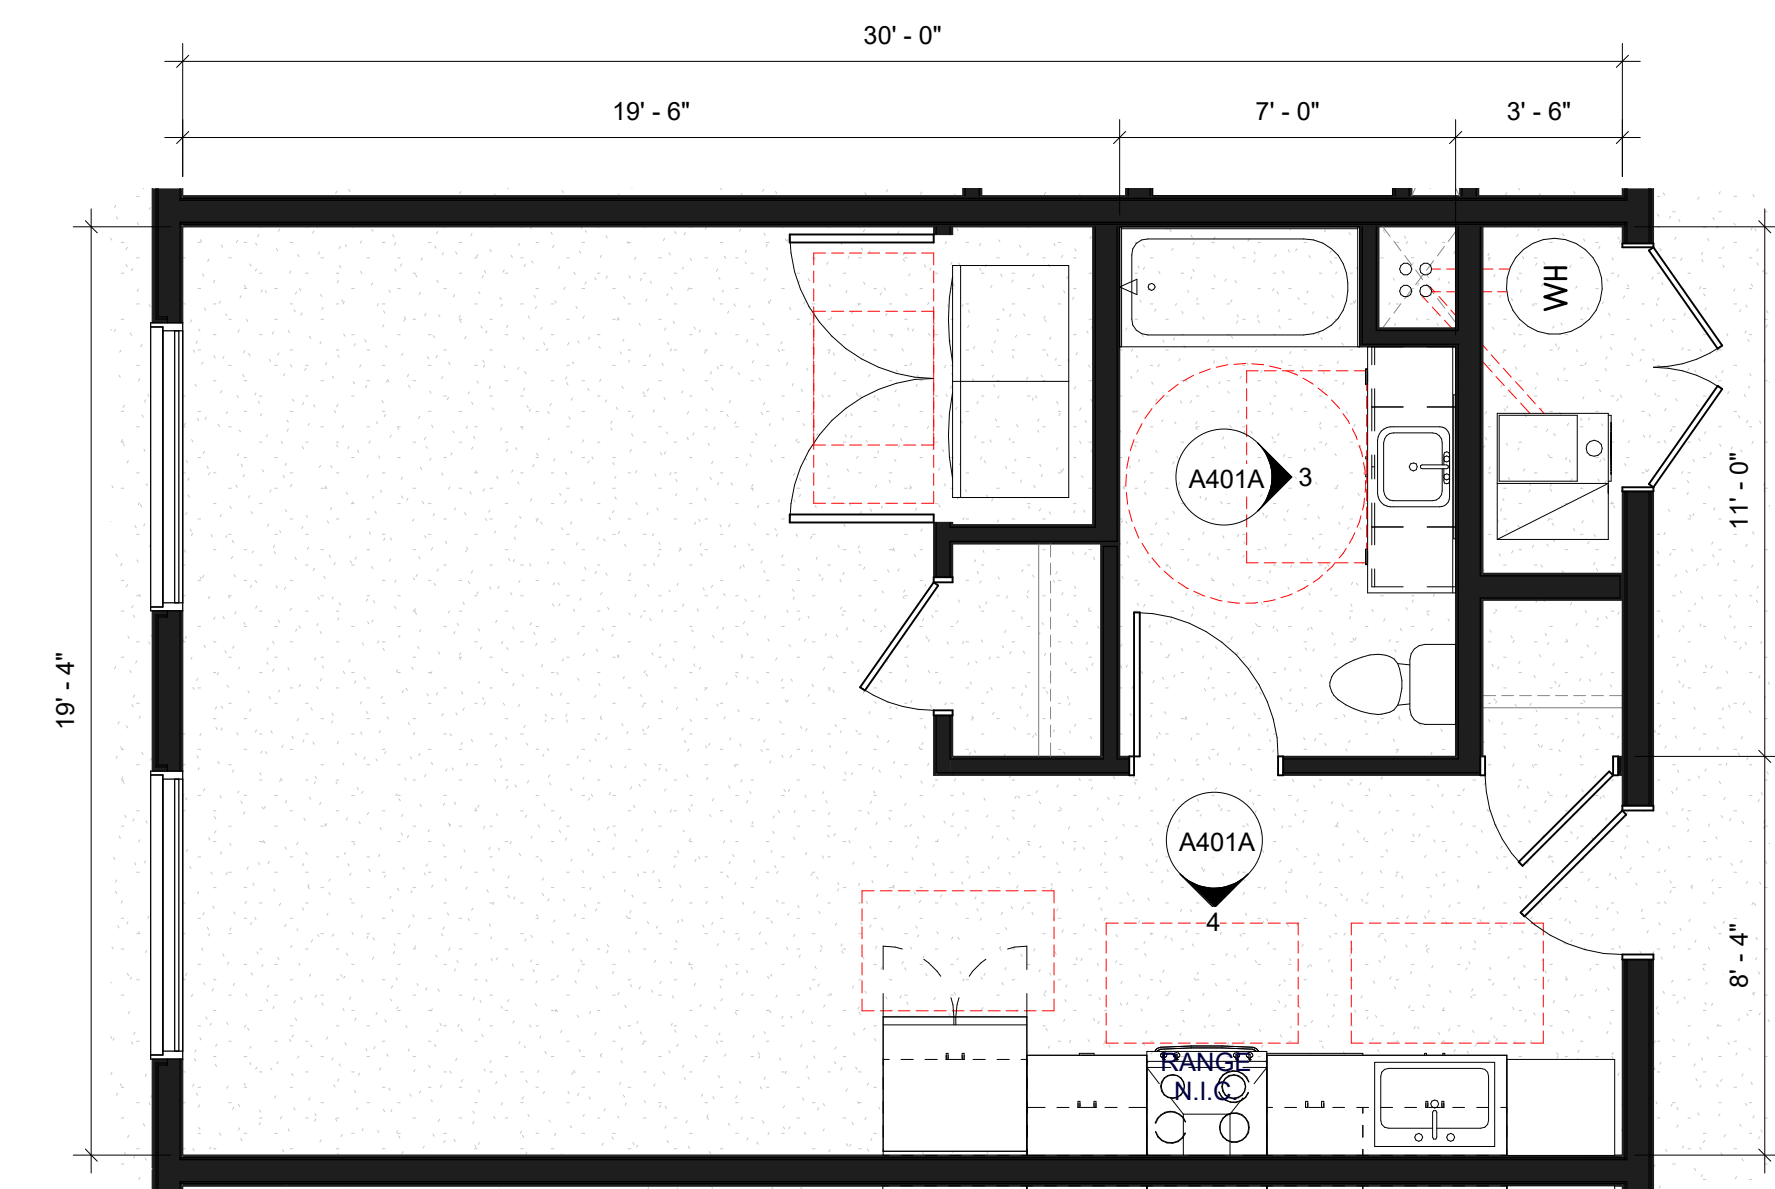 30' - 0"
19' - 6"
7' - 0"
3' - 6"
WH
A401A
3
11' - 0"
19' - 4"
A401A
4
8' - 4"
RANGE
N.I.C.